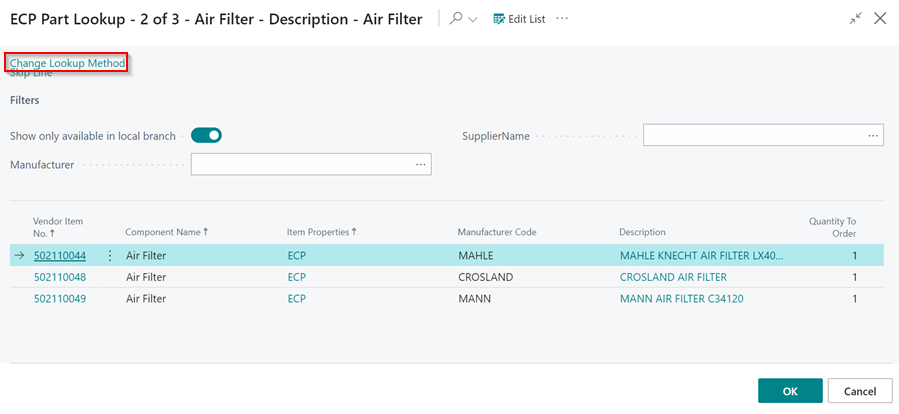 ECP Part Lookup - 2 of 3 - Air Filter - Description - Air Filter
Edit List
Change Lookup Method
Skip Line
Filters
Show only available in local branch
SupplierName
Manufacturer
Vendor Item No. ↑ Component Name ↑ Item Properties ↑ Manufacturer Code Description Quantity To Order
502110044 Air Filter ECP MAHLE MAHLE KNECHT AIR FILTER LX40... 1
502110048 Air Filter ECP CROSLAND CROSLAND AIR FILTER 1
502110049 Air Filter ECP MANN MANN AIR FILTER C34120 1
OK Cancel